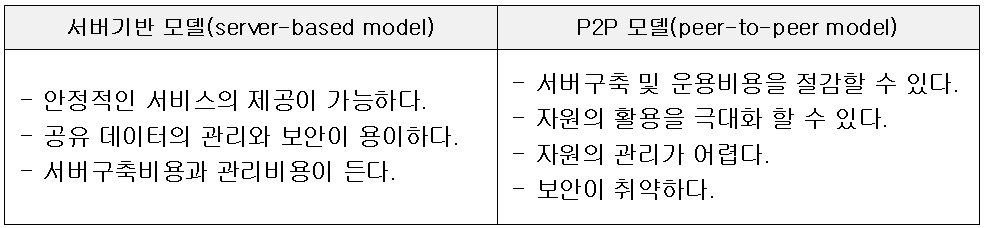 서버기반 모델(server-based model)
P2P 모델(peer-to-peer model)
- 안정적인 서비스의 제공이 가능하다.
- 공유 데이터의 관리와 보안이 용이하다.
- 서버구축비용과 관리비용이 든다.
- 서버구축 및 운용비용을 절감할 수 있다.
- 자원의 활용을 극대화 할 수 있다.
- 자원의 관리가 어렵다.
- 보안이 취약하다.